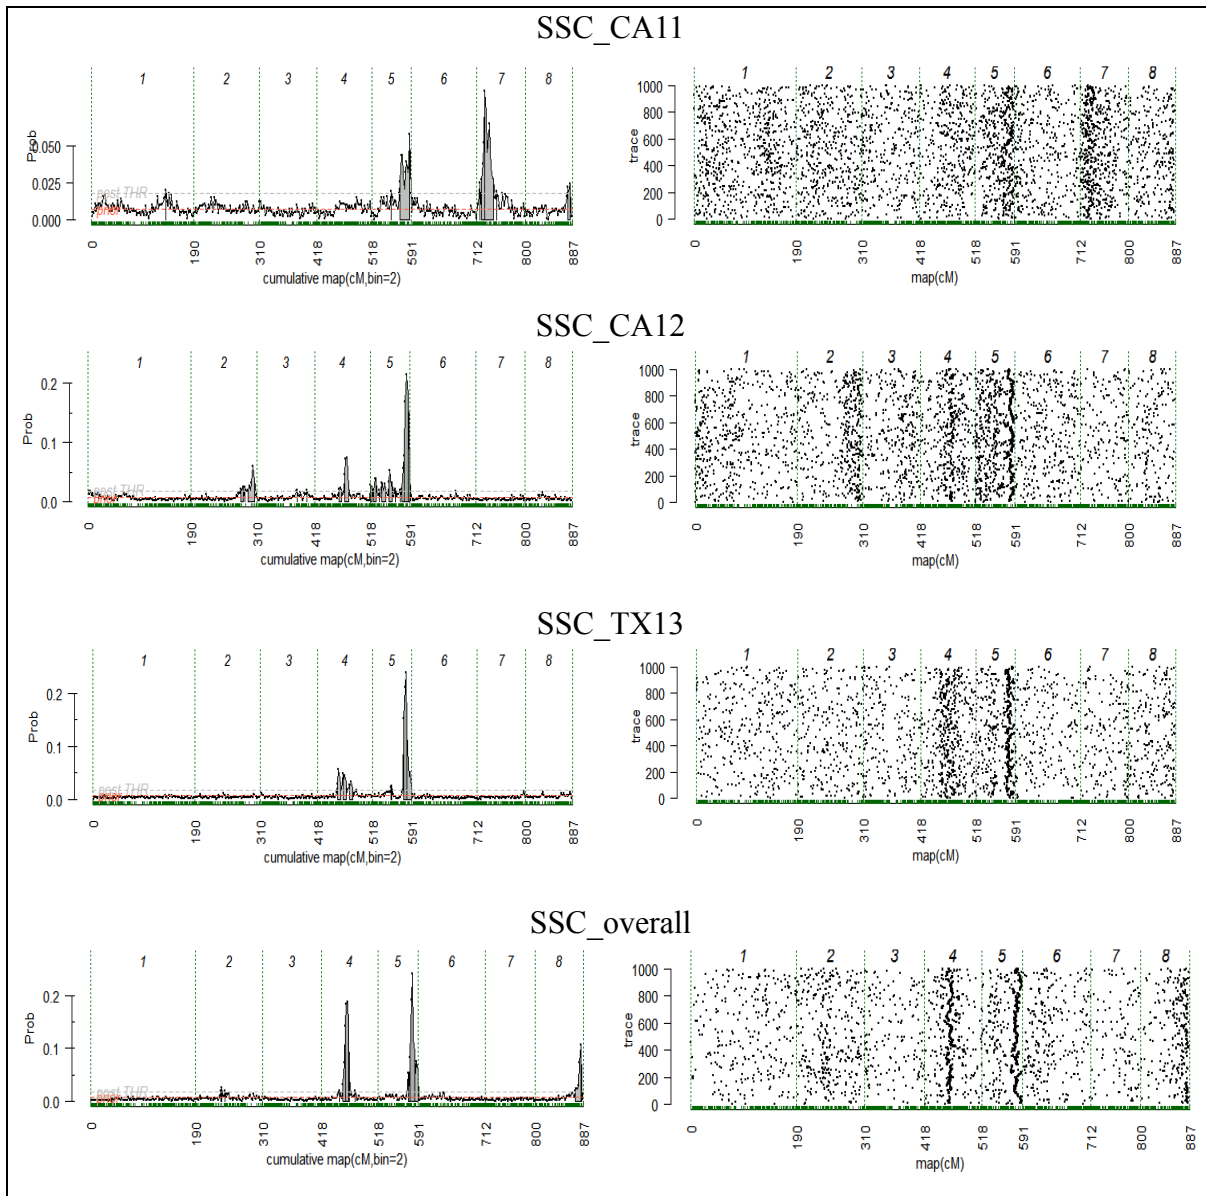 SSC_CA11
1 2 3 4 5 6 7 8
Prob
0.050
0.025
0.000
post THR
prior
0 190 310 418 518 591 712 800 887
cumulative map(cM,bin=2)
1 2 3 4 5 6 7 8
trace
1000
800
600
400
200
0
0 190 310 418 518 591 712 800 887
map(cM)
SSC_CA12
1 2 3 4 5 6 7 8
Prob
0.2
0.1
0.0
post THR
prior
0 190 310 418 518 591 712 800 887
cumulative map(cM,bin=2)
1 2 3 4 5 6 7 8
trace
1000
800
600
400
200
0
0 190 310 418 518 591 712 800 887
map(cM)
SSC_TX13
1 2 3 4 5 6 7 8
Prob
0.2
0.1
0.0
post THR
0 190 310 418 518 591 712 800 887
cumulative map(cM,bin=2)
1 2 3 4 5 6 7 8
trace
1000
800
600
400
200
0
0 190 310 418 518 591 712 800 887
map(cM)
SSC_overall
1 2 3 4 5 6 7 8
Prob
0.2
0.1
0.0
post THR
0 190 310 418 518 591 712 800 887
cumulative map(cM,bin=2)
1 2 3 4 5 6 7 8
trace
1000
800
600
400
200
0
0 190 310 418 518 591 712 800 887
map(cM)